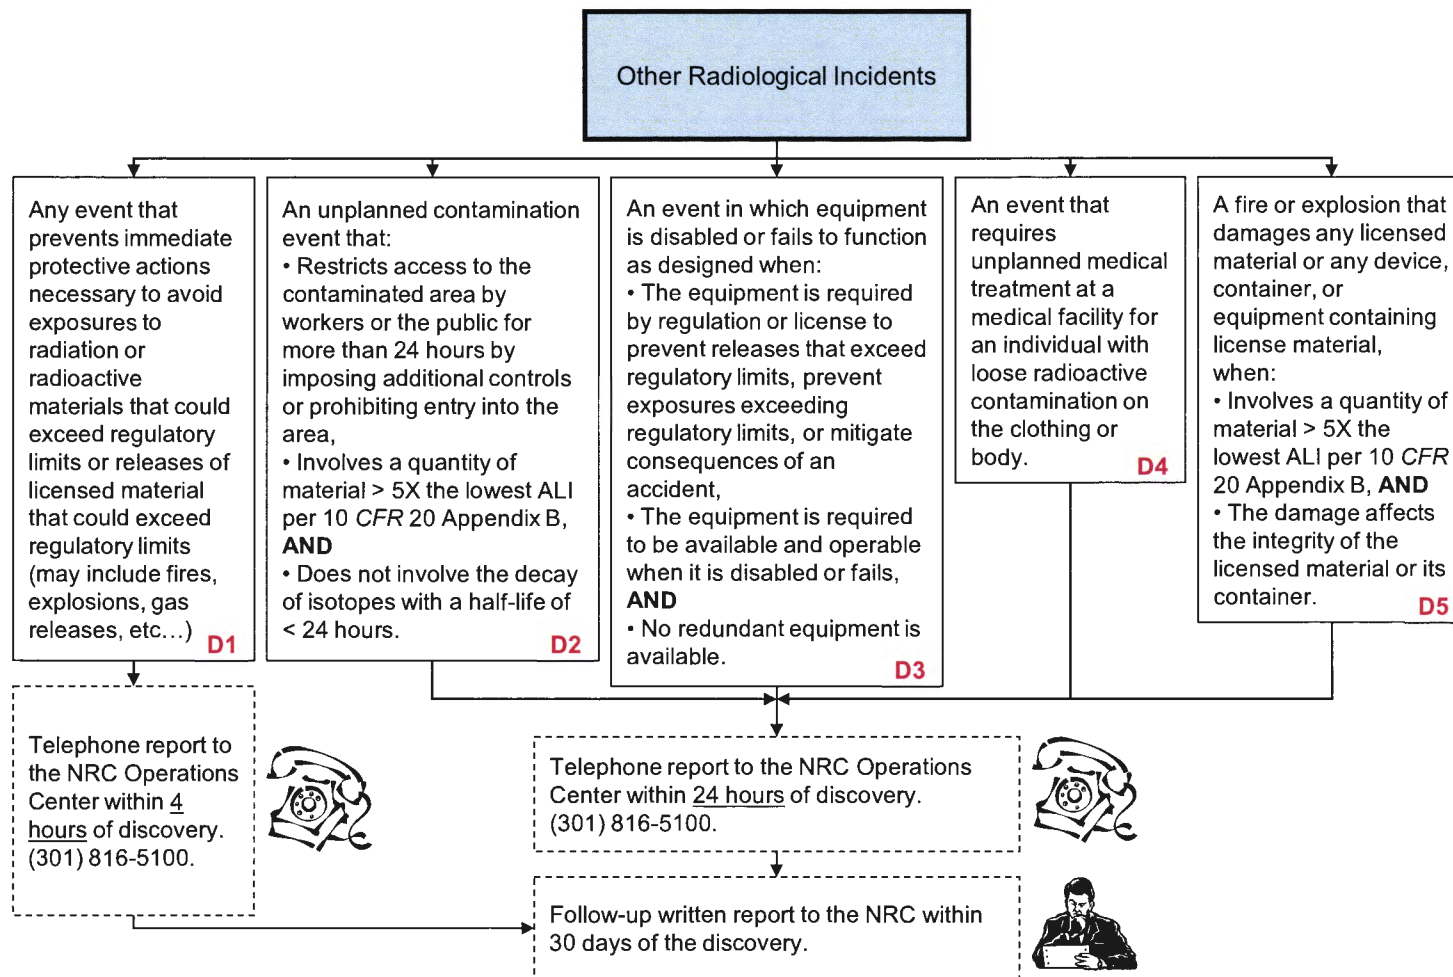 Other Radiological Incidents
Any event that
prevents immediate
protective actions
necessary to avoid
exposures to
radiation or
radioactive
materials that could
exceed regulatory
limits or releases of
licensed material
that could exceed
regulatory limits
(may include fires,
explosions, gas
releases, etc...)
D1
An unplanned contamination
event that:
• Restricts access to the
contaminated area by
workers or the public for
more than 24 hours by
imposing additional controls
or prohibiting entry into the
area,
• Involves a quantity of
material > 5X the lowest ALI
per 10 CFR 20 Appendix B,
AND
• Does not involve the decay
of isotopes with a half-life of
< 24 hours.
D2
An event in which equipment
is disabled or fails to function
as designed when:
• The equipment is required
by regulation or license to
prevent releases that exceed
regulatory limits, prevent
exposures exceeding
regulatory limits, or mitigate
consequences of an
accident,
• The equipment is required
to be available and operable
when it is disabled or fails,
AND
• No redundant equipment is
available.
D3
An event that
requires
unplanned medical
treatment at a
medical facility for
an individual with
loose radioactive
contamination on
the clothing or
body.
D4
A fire or explosion that
damages any licensed
material or any device,
container, or
equipment containing
license material,
when:
• Involves a quantity of
material > 5X the
lowest ALI per 10 CFR
20 Appendix B, AND
• The damage affects
the integrity of the
licensed material or its
container.
D5
Telephone report to
the NRC Operations
Center within 4
hours of discovery.
(301) 816-5100.
Telephone report to the NRC Operations
Center within 24 hours of discovery.
(301) 816-5100.
Follow-up written report to the NRC within
30 days of the discovery.